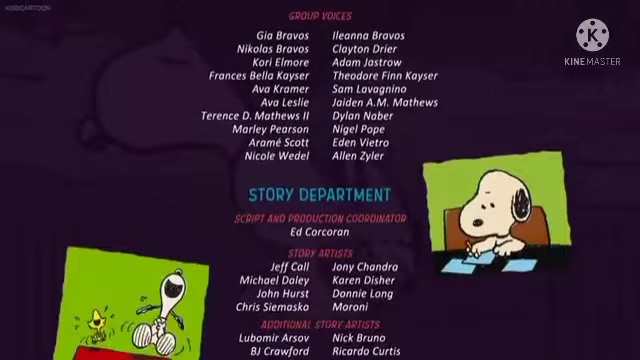 KISSCARTOON
GROUP VOICES
Gia Bravos Ileanna Bravos
Nikolas Bravos Clayton Drier
Kori Elmore Adam Jastrow
Frances Bella Kayser Theodore Finn Kayser
Ava Kramer Sam Lavagnino
Ava Leslie Jaiden A.M. Mathews
Terence D. Mathews II Dylan Naber
Marley Pearson Nigel Pope
Aramé Scott Eden Vietro
Nicole Wedel Allen Zyler
K
KINEMASTER
STORY DEPARTMENT
SCRIPT AND PRODUCTION COORDINATOR
Ed Corcoran
STORY ARTISTS
Jeff Call Jony Chandra
Michael Daley Karen Disher
John Hurst Donnie Long
Chris Siemasko Moroni
ADDITIONAL STORY ARTISTS
Lubomir Arsov Nick Bruno
BJ Crawford Ricardo Curtis